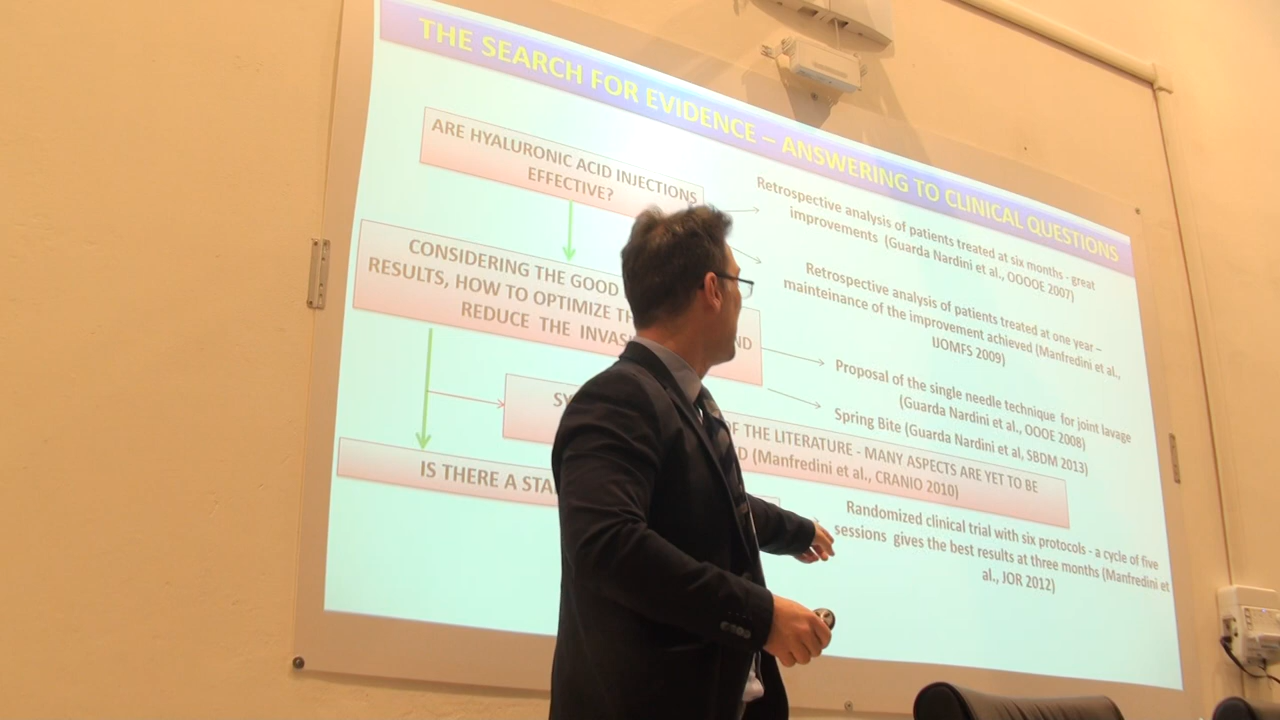 THE SEARCH FOR EVIDENCE – ANSWERING TO CLINICAL QUESTIONS
ARE HYALURONIC ACID INJECTIONS
EFFECTIVE?
Retrospective analysis of patients treated at six months - great
improvements (Guarda Nardini et al., OOOOE 2007)
CONSIDERING THE GOOD
RESULTS, HOW TO OPTIMIZE
REDUCE THE
Retrospective analysis of patients treated at one year –
mainteinance of the improvement achieved (Manfredini et al.,
IJOMFS 2009)
Proposal of the single needle technique for joint lavage
(Guarda Nardini et al., OOOE 2008)
Spring Bite (Guarda Nardini et al, SBDM 2013)
OF THE LITERATURE - MANY ASPECTS ARE YET TO BE
(Manfredini et al., CRANIO 2010)
IS THERE A
Randomized clinical trial with six protocols - a cycle of five
sessions gives the best results at three months (Manfredini et
al., JOR 2012)